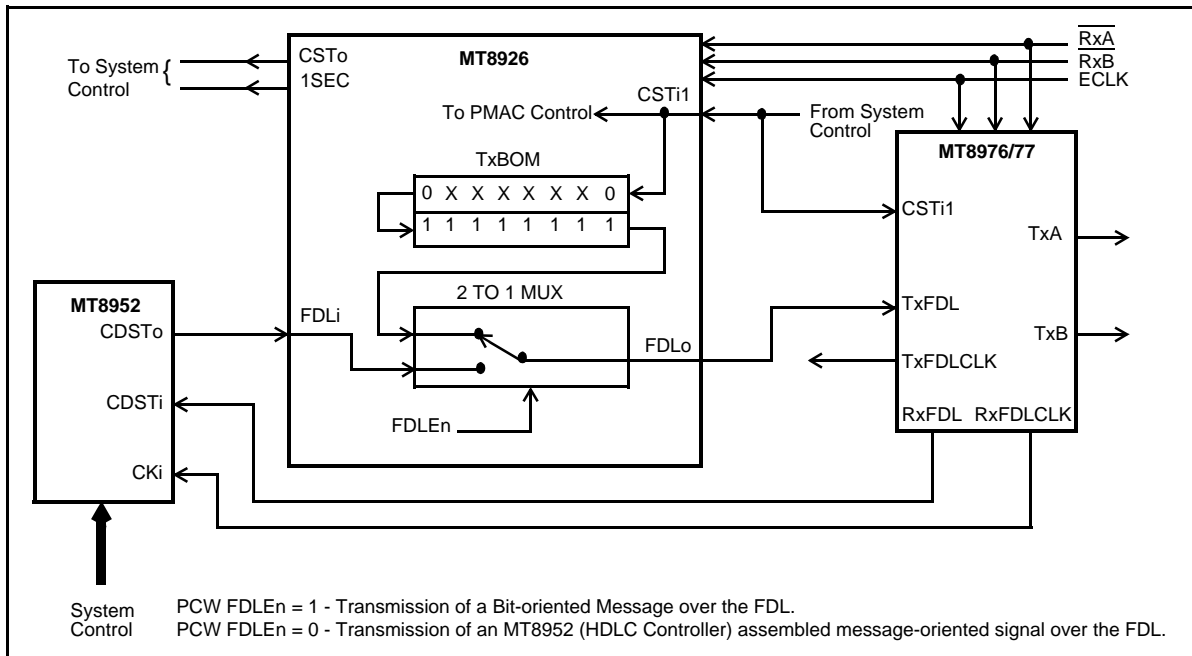 CSTo
MT8926
RxA
To System {
1SEC
RxB
Control
CSTi1
ECLK
To PMAC Control
From System
Control
MT8976/77
TxBOM
0 X X X X X X 0
1 1 1 1 1 1 1 1
CSTi1
TxA
MT8952
2 TO 1 MUX
CDSTo
FDLi
FDLo
TxFDL
TxB
TxFDLCLK
CDSTi
FDLEn
RxFDL
RxFDLCLK
CKi
System
Control
PCW FDLEn = 1 - Transmission of a Bit-oriented Message over the FDL.
PCW FDLEn = 0 - Transmission of an MT8952 (HDLC Controller) assembled message-oriented signal over the FDL.